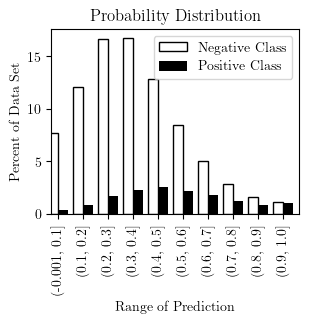 Probability Distribution
Negative Class
Positive Class
Percent of Data Set
15
10
5
0
(-0.001, 0.1]
(0.1, 0.2]
(0.2, 0.3]
(0.3, 0.4]
(0.4, 0.5]
(0.5, 0.6]
(0.6, 0.7]
(0.7, 0.8]
(0.8, 0.9]
(0.9, 1.0]
Range of Prediction